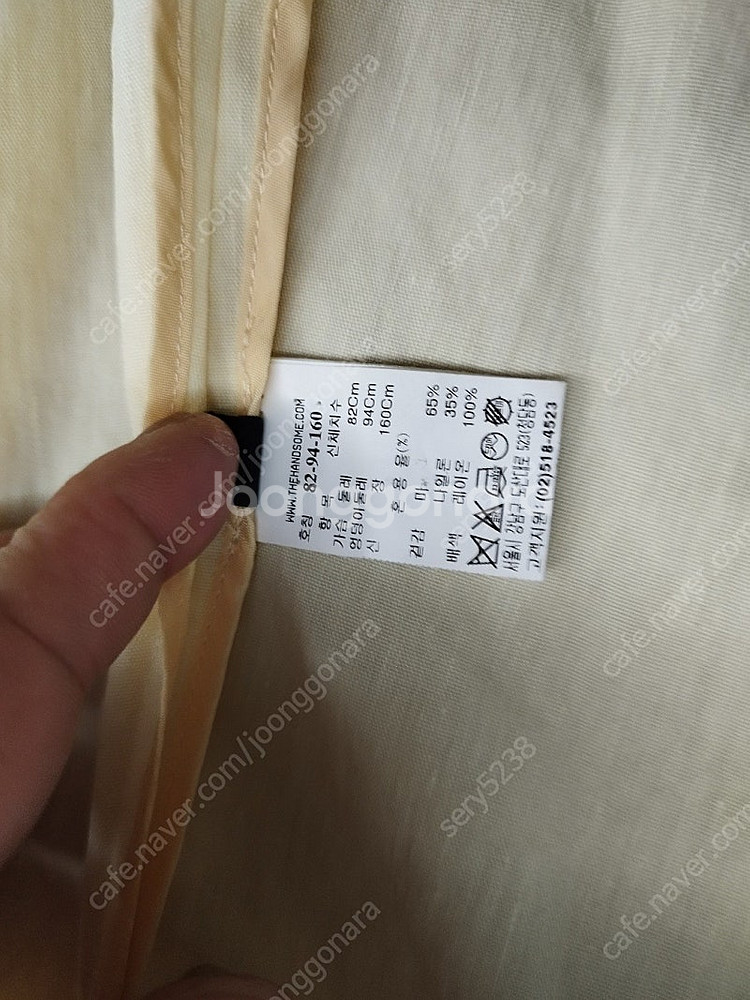 WWW.THEHANDSOME.COM
호칭 82-94-160
항 목 신체치수
가슴둘레 82Cm
엉덩이둘레 94Cm
신 장 160Cm
혼 용 율(%)
겉감 마 65%
나일론 35%
배색 레이온 100%
서울시 강남구 도산대로 523(청담동)
고객지원:(02)518-4523
Joonggonara
cafe.naver.com/joonggonara
sery5238